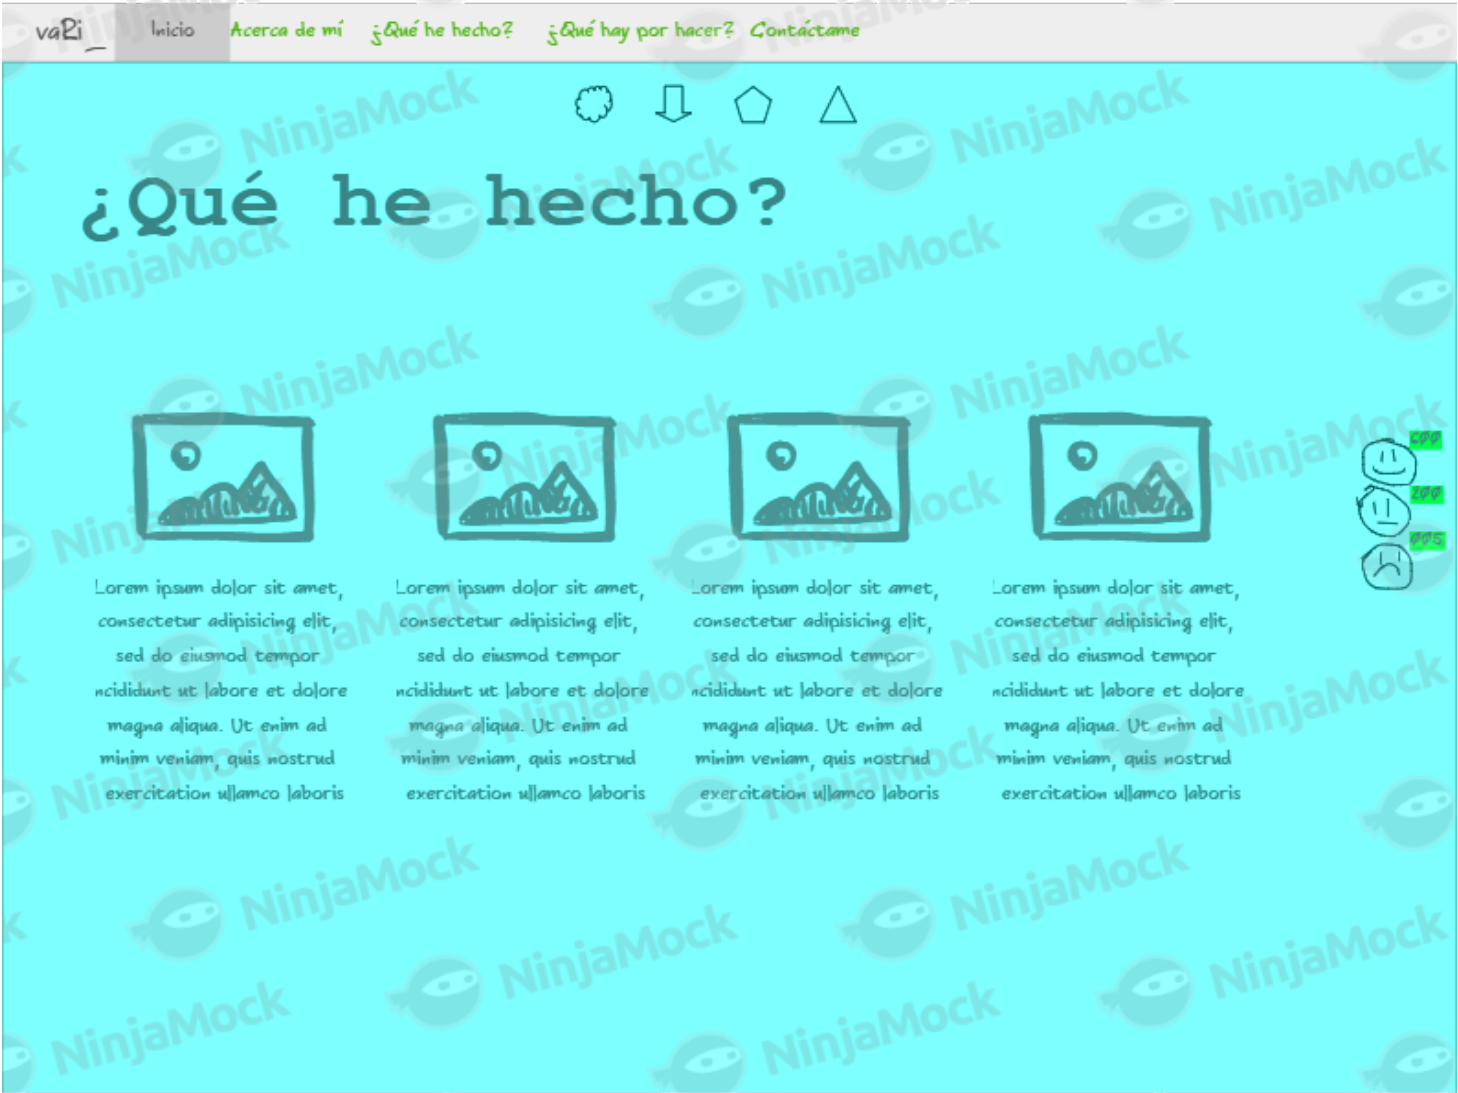 vaRi_ Inicio Acerca de mí ¿Qué he hecho? ¿Qué hay por hacer? Contáctame
¿Qué he hecho?
Lorem ipsum dolor sit amet,
consectetur adipisicing elit,
sed do eiusmod tempor
ncididunt ut labore et dolore
magna aliqua. Ut enim ad
minim veniam, quis nostrud
exercitation ullamco laboris
Lorem ipsum dolor sit amet,
consectetur adipisicing elit,
sed do eiusmod tempor
ncididunt ut labore et dolore
magna aliqua. Ut enim ad
minim veniam, quis nostrud
exercitation ullamco laboris
Lorem ipsum dolor sit amet,
consectetur adipisicing elit,
sed do eiusmod tempor
ncididunt ut labore et dolore
magna aliqua. Ut enim ad
minim veniam, quis nostrud
exercitation ullamco laboris
Lorem ipsum dolor sit amet,
consectetur adipisicing elit,
sed do eiusmod tempor
ncididunt ut labore et dolore
magna aliqua. Ut enim ad
minim veniam, quis nostrud
exercitation ullamco laboris
200
NinjaMock